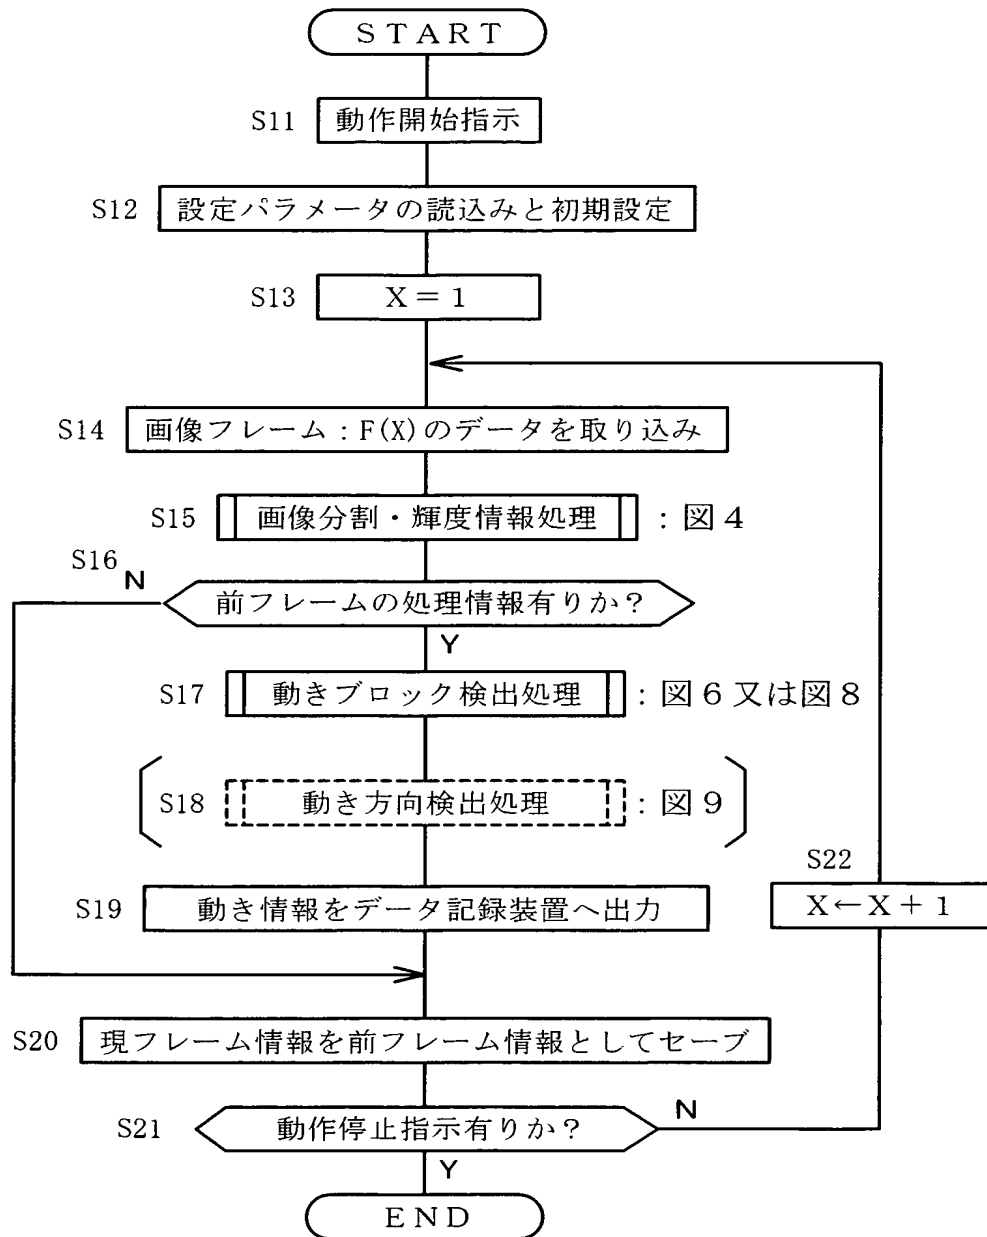 START
S11 動作開始指示
S12 設定パラメータの読込みと初期設定
S13 X=1
S14 画像フレーム：F(X)のデータを取り込み
S15 画像分割・輝度情報処理 ：図4
S16
N
前フレームの処理情報有りか？
Y
S17 動きブロック検出処理 ：図6又は図8
S18 動き方向検出処理 ：図9
S22
S19 動き情報をデータ記録装置へ出力 X←X+1
S20 現フレーム情報を前フレーム情報としてセーブ
S21 動作停止指示有りか？ N
Y
END